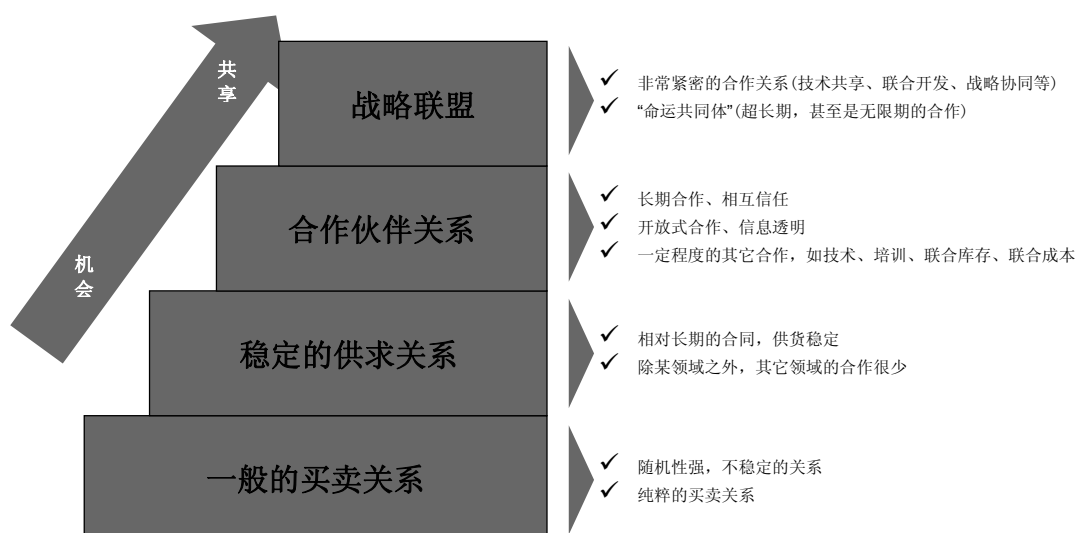 共
享
机
会
战略联盟
非常紧密的合作关系(技术共享、联合开发、战略协同等)
“命运共同体”(超长期，甚至是无限期的合作)
合作伙伴关系
长期合作、相互信任
开放式合作、信息透明
一定程度的其它合作，如技术、培训、联合库存、联合成本
稳定的供求关系
相对长期的合同，供货稳定
除某领域之外，其它领域的合作很少
一般的买卖关系
随机性强，不稳定的关系
纯粹的买卖关系